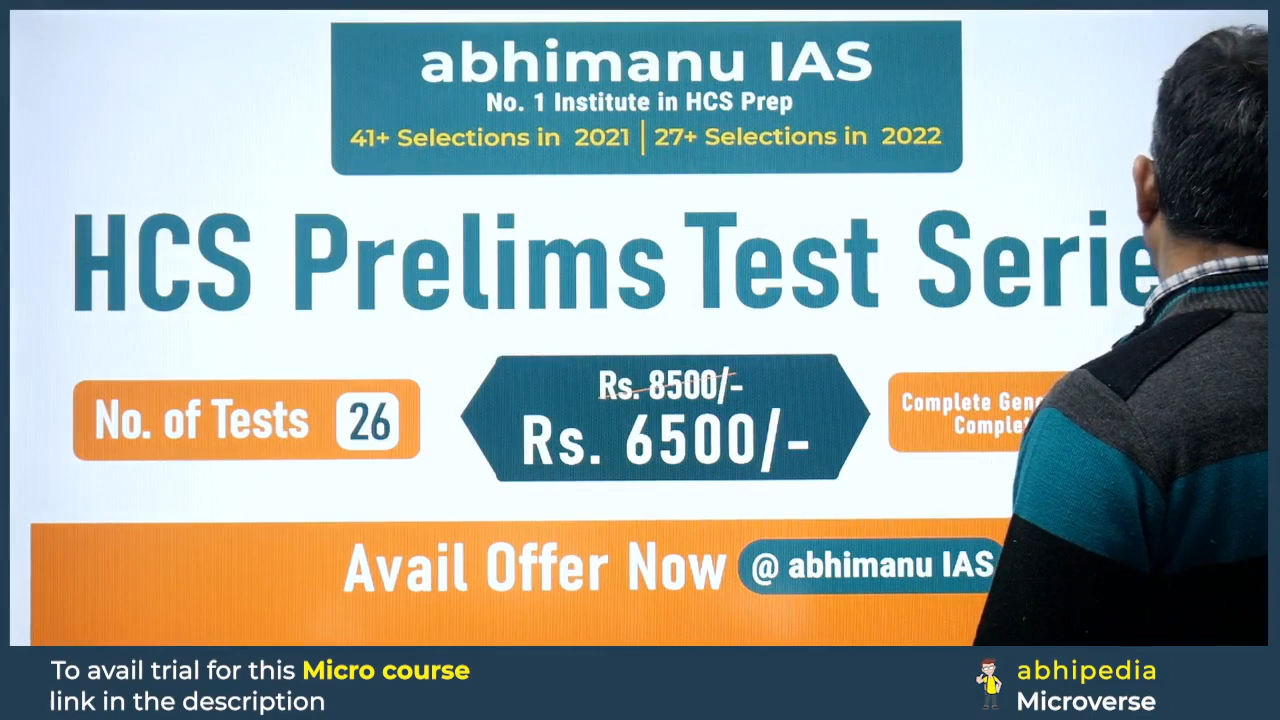 abhimanu IAS
No. 1 Institute in HCS Prep
41+ Selections in 2021 | 27+ Selections in 2022
HCS Prelims Test Serie
No. of Tests 26
Rs. 8500/-
Rs. 6500/-
Complete Gen
Comple
Avail Offer Now @ abhimanu IAS
To avail trial for this Micro course
link in the description
abhipedia
Microverse